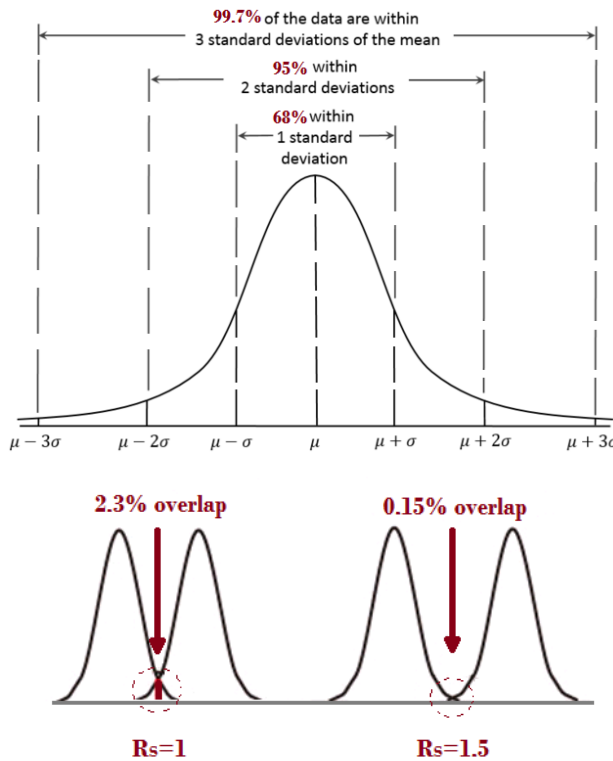 99.7% of the data are within
3 standard deviations of the mean
95% within
2 standard deviations
68% within
1 standard
deviation
μ − 3σ μ − 2σ μ − σ μ μ + σ μ + 2σ μ + 3σ
2.3% overlap 0.15% overlap
Rs=1 Rs=1.5